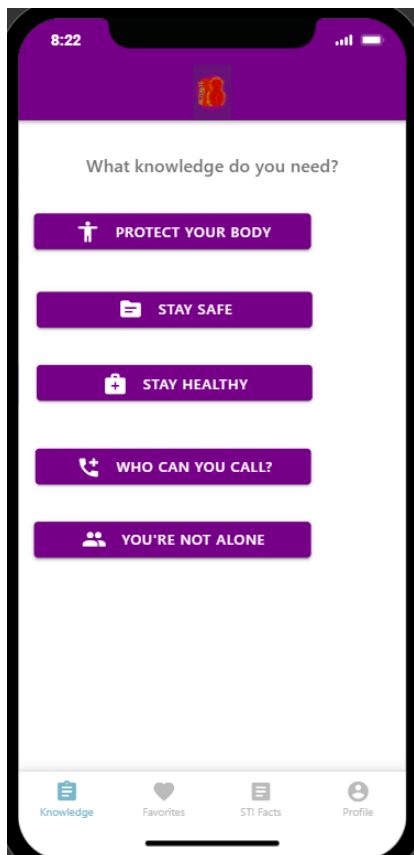 8:22
What knowledge do you need?
PROTECT YOUR BODY
STAY SAFE
STAY HEALTHY
WHO CAN YOU CALL?
YOU'RE NOT ALONE
Knowledge
Favorites
STI Facts
Profile